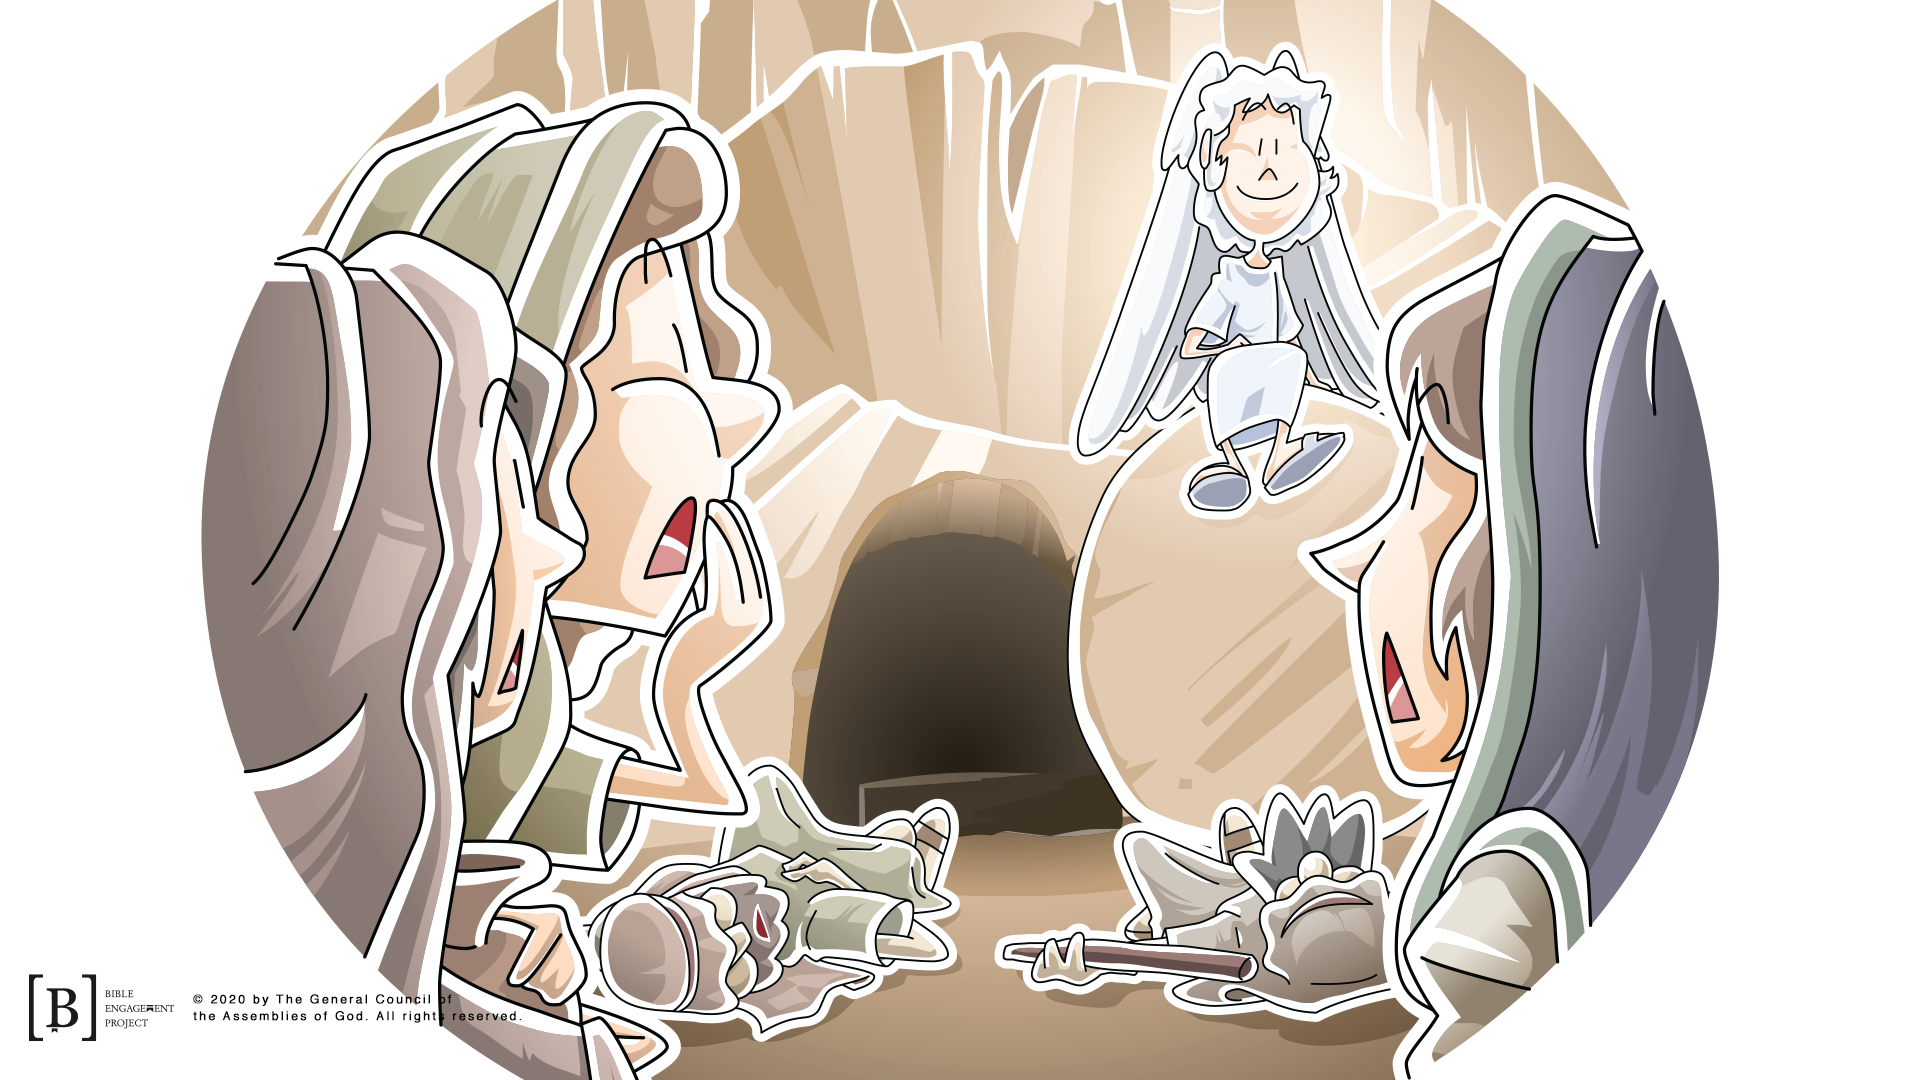 [B]
BIBLE
ENGAGEMENT
PROJECT
© 2020 by The General Council of
the Assemblies of God. All rights reserved.